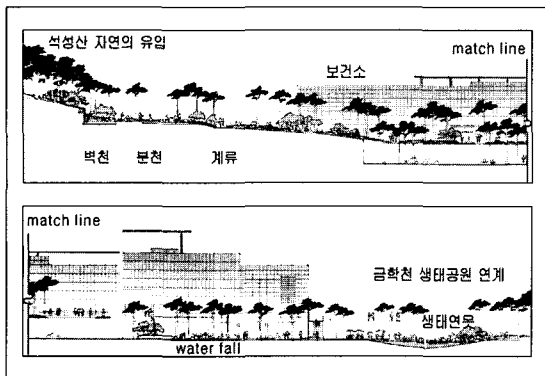 석성산 자연의 유입
match line
보건소
벽천 분천 계류
match line
금학천 생태공원 연계
생태연못
water fall